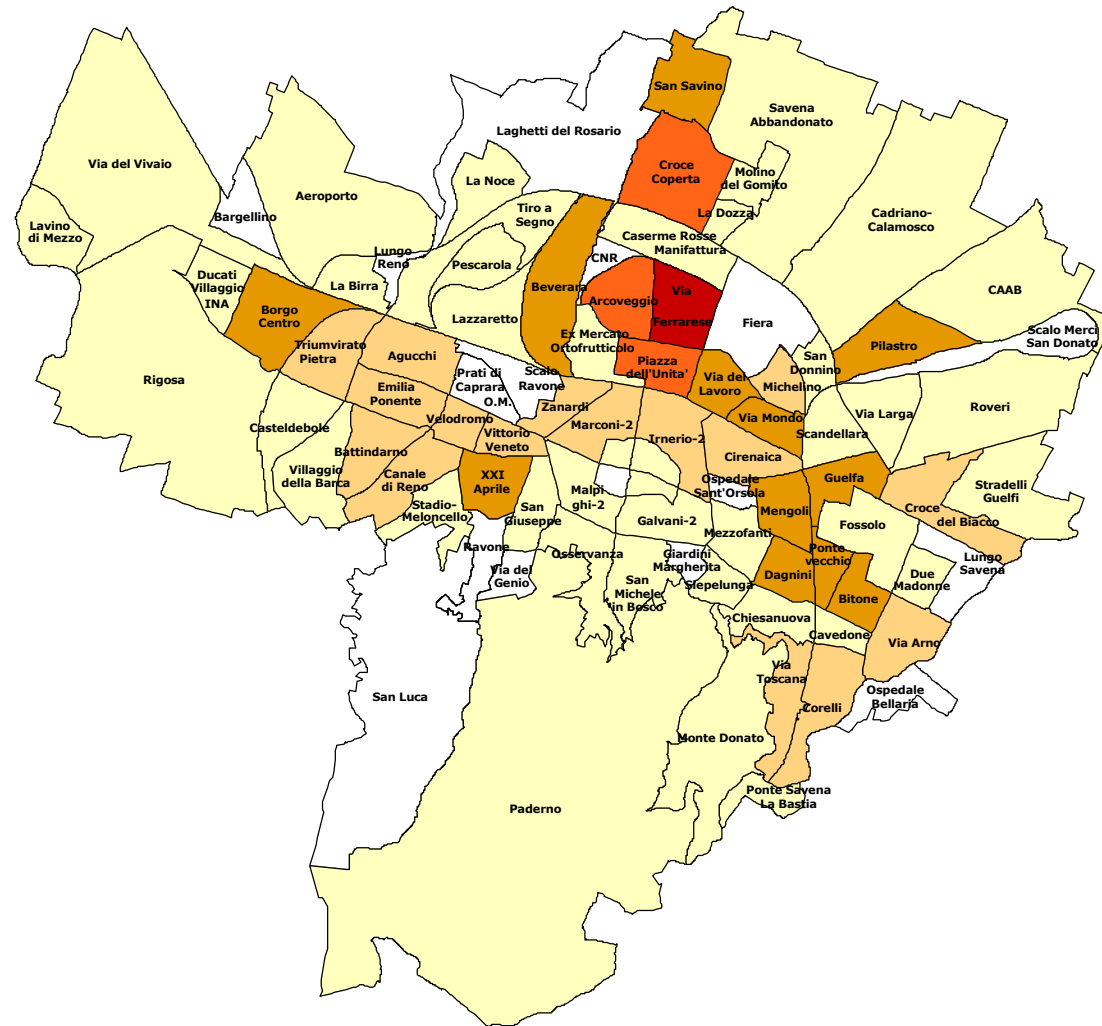 San Savino
Savena
Abbandonato
Laghetti del Rosario
Via del Vivaio
Croce
Coperta
Molino
del Gomito
La Noce
Aeroporto
Bargellino
Tiro a
Segno
La Dozza
Cadriano-
Calamosco
Lavino
di Mezzo
Caserme Rosse
Manifattura
Lungo
Reno
CNR
Pescarola
Ducati
Villaggio
INA
La Birra
Beverara
Arcoveggio
Via
Ferrarese
CAAB
Borgo
Centro
Lazzaretto
Fiera
Scalo Merci
San Donato
Ex Mercato
Ortofrutticolo
Triumvirato
Pietra
Agucchi
Pilastro
San
Donnino
Rigosa
Prati di
Caprara
O.M.
Scalo
Ravone
Piazza
dell'Unita'
Via del
Lavoro
Michelino
Emilia
Ponente
Zanardi
Via Larga
Roveri
Velodromo
Via Mondo
Casteldebole
Marconi-2
Scandellara
Vittorio
Veneto
Irnerio-2
Battindarno
Cirenaica
Villaggio
della Barca
Canale
di Reno
XXI
Aprile
Ospedale
Sant'Orsola
Guelfa
Stradelli
Guelfi
Malpi
ghi-2
Stadio-
Meloncello
San
Giuseppe
Mengoli
Croce
del Biacco
Galvani-2
Fossolo
Mezzofanti
Ravone
Osservanza
Giardini
Margherita
Ponte
vecchio
Lungo
Savena
Via del
Genio
Dagnini
Due
Madonne
San
Michele
in Bosco
Siepelunga
Bitone
Chiesanuova
Cavedone
Via Arno
Via
Toscana
San Luca
Ospedale
Bellaria
Corelli
Monte Donato
Ponte Savena
La Bastia
Paderno